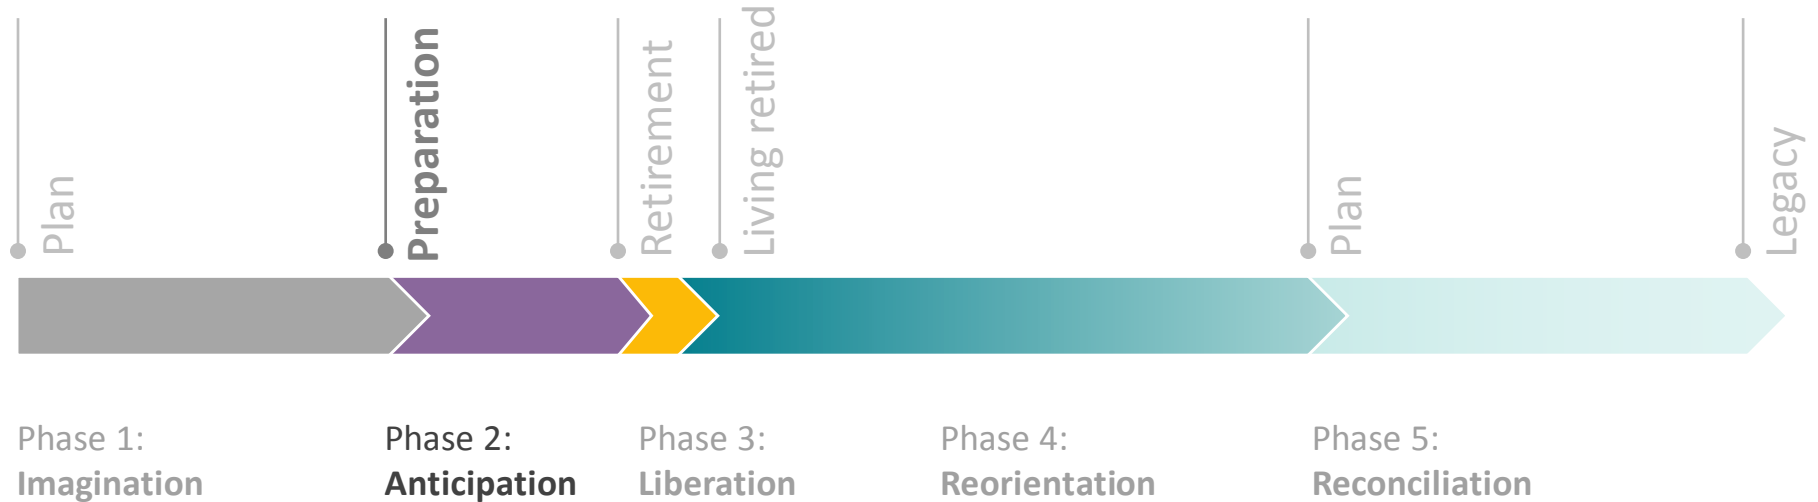 Plan
Preparation
Retirement
Living retired
Plan
Legacy
Phase 1:
Imagination
Phase 2:
Anticipation
Phase 3:
Liberation
Phase 4:
Reorientation
Phase 5:
Reconciliation